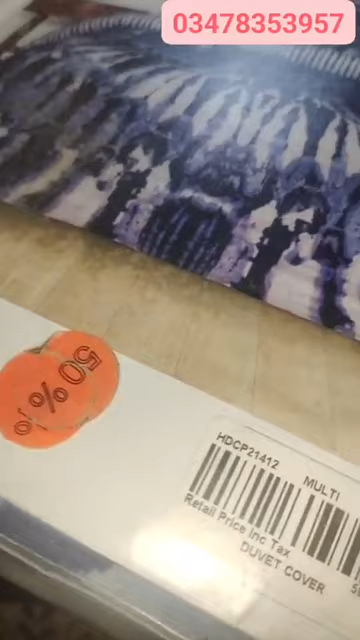 03478353957
50%
%
HDCP21412 MULTI
Retail Price Inc Tax
DUVET COVER